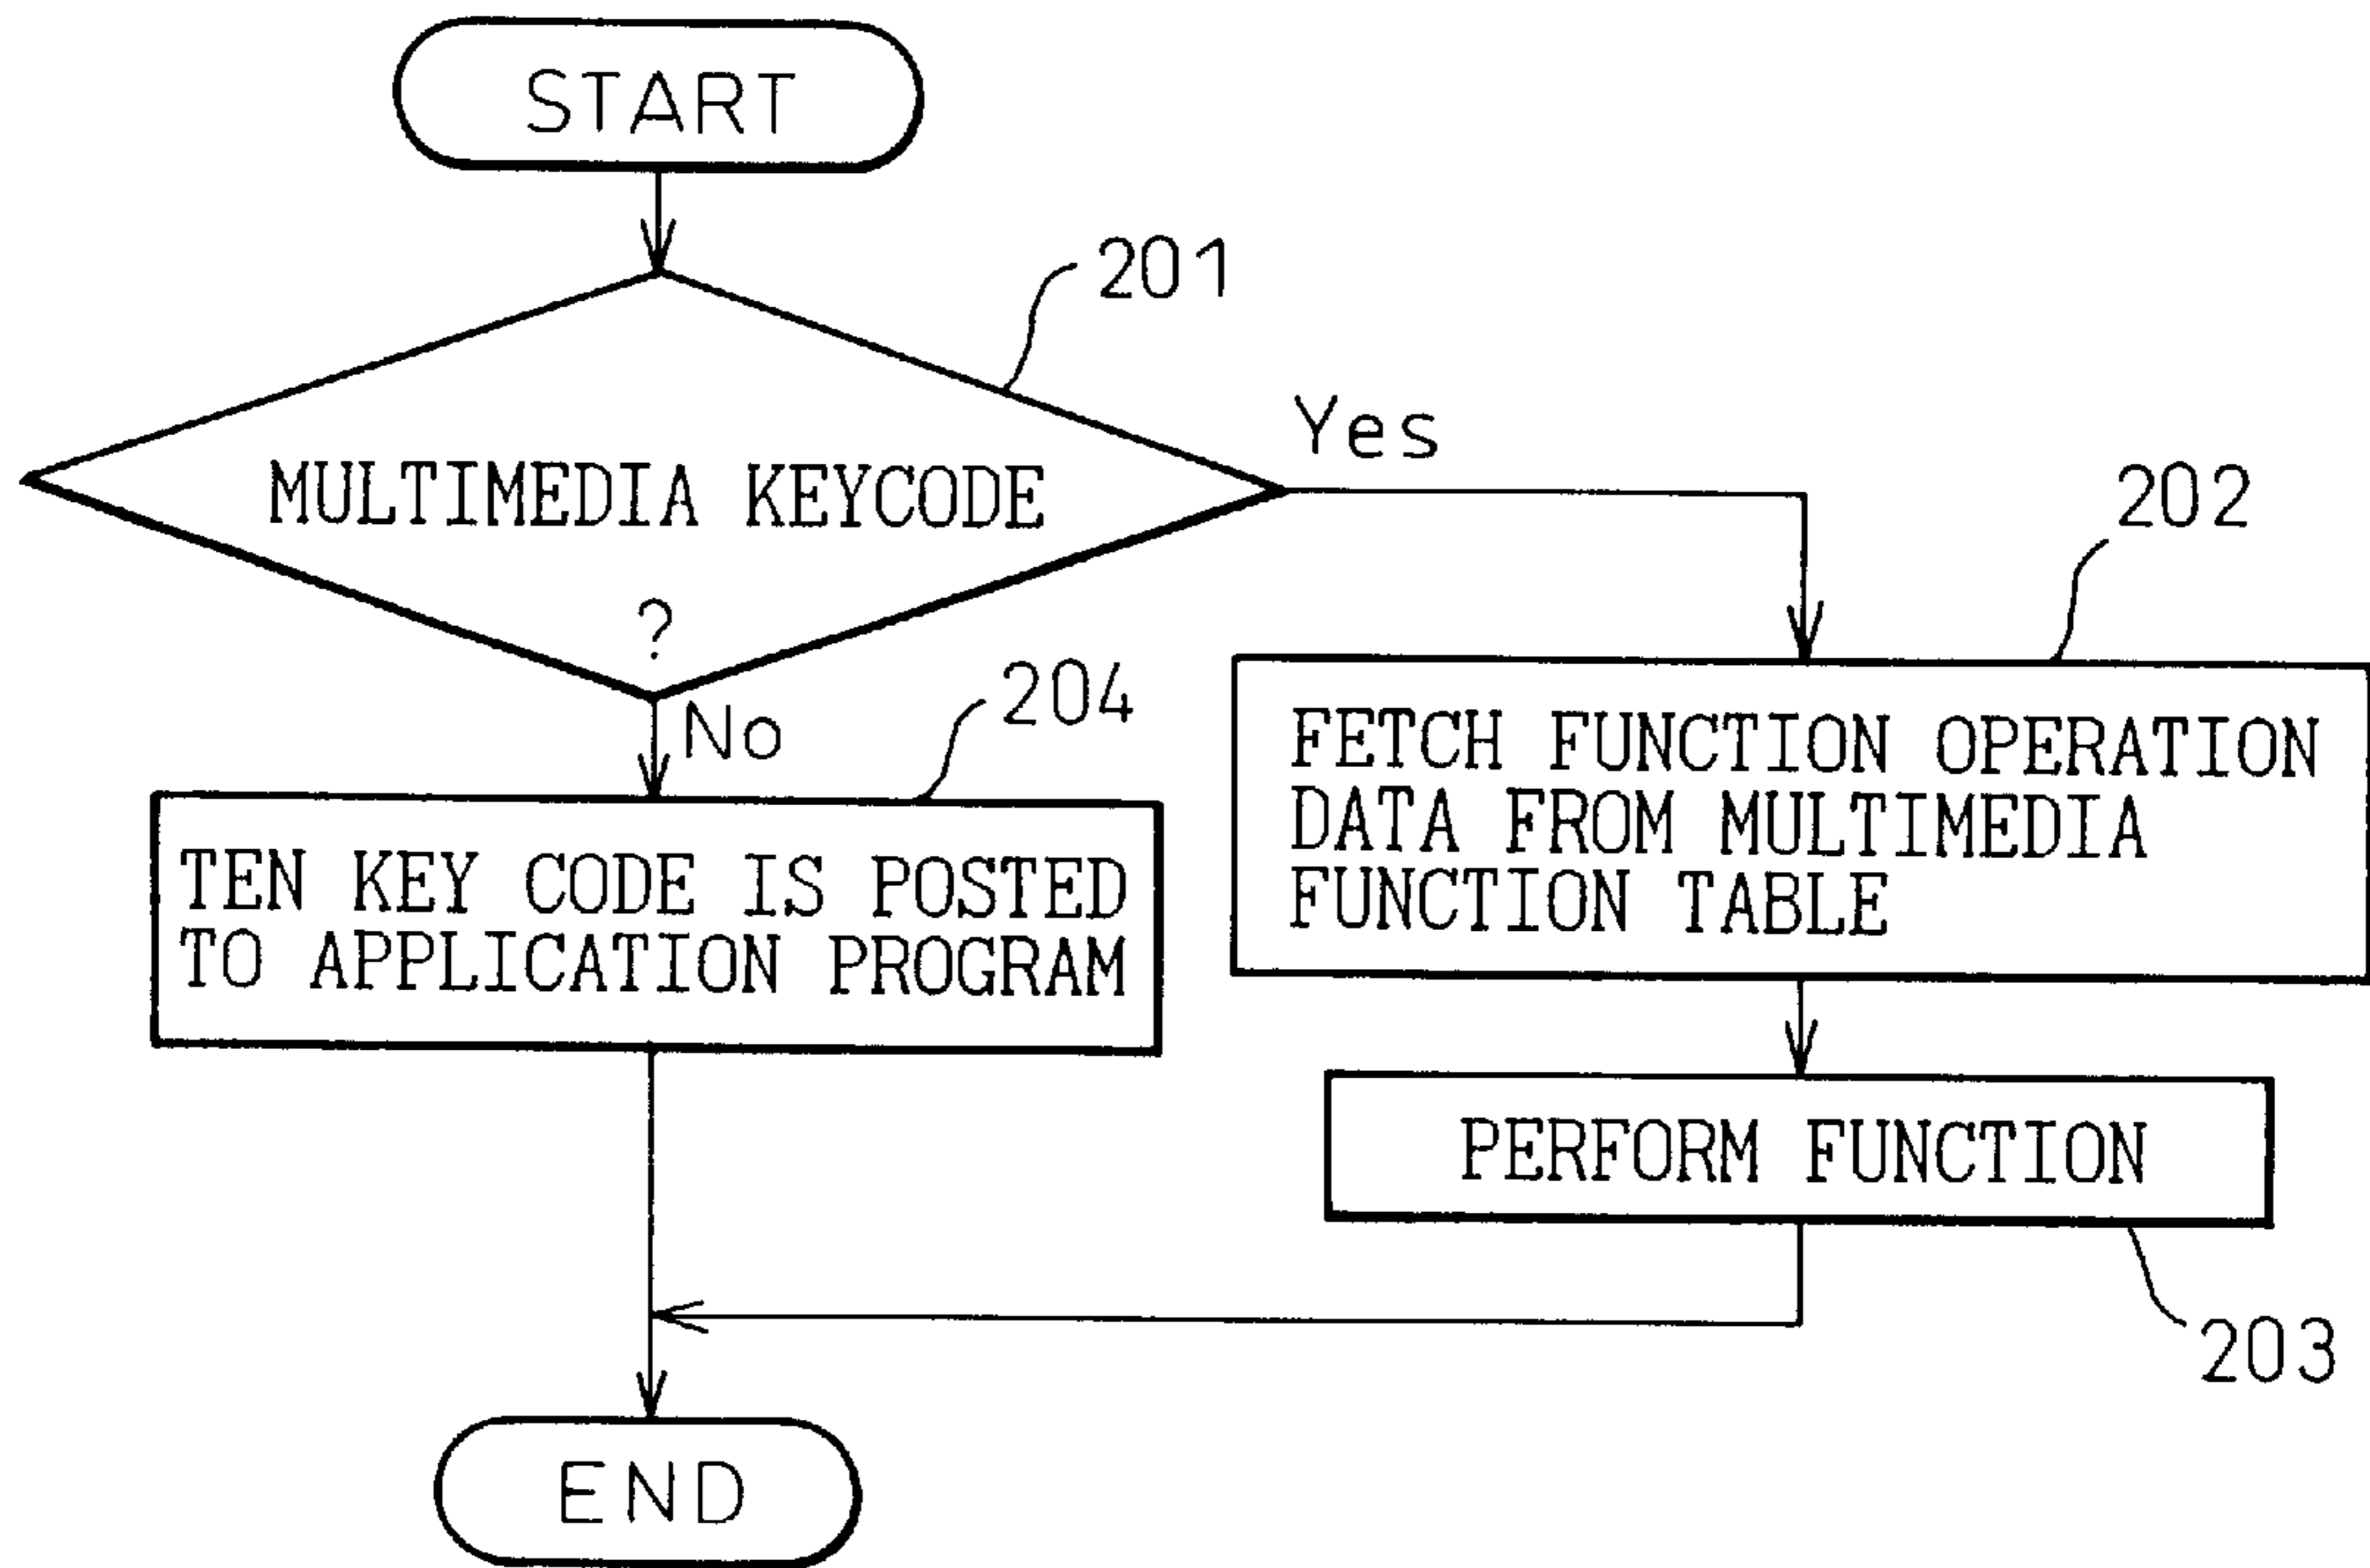 START
201
MULTIMEDIA KEYCODE
?
Yes
No
202
FETCH FUNCTION OPERATION
DATA FROM MULTIMEDIA
FUNCTION TABLE
204
TEN KEY CODE IS POSTED
TO APPLICATION PROGRAM
PERFORM FUNCTION
203
END